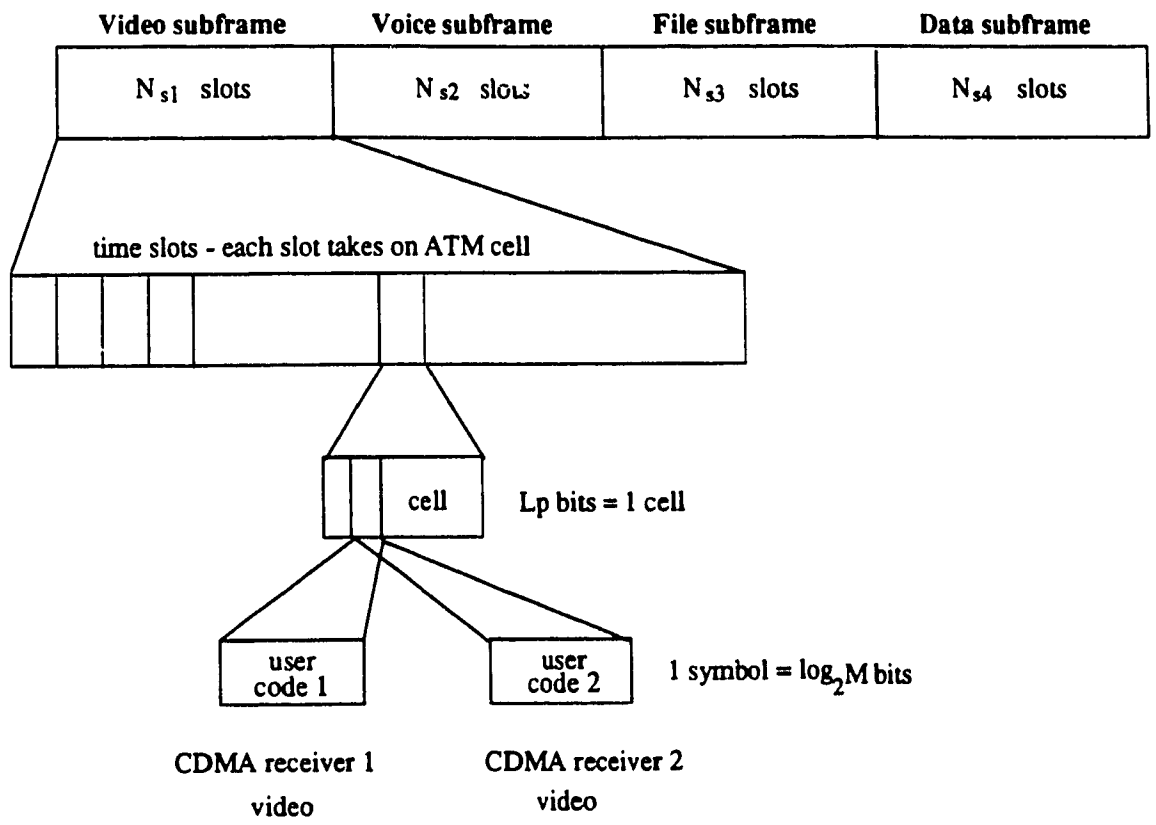 Video subframe Voice subframe File subframe Data subframe
N s1 slots N s2 slots N s3 slots N s4 slots
time slots - each slot takes on ATM cell
cell Lp bits = 1 cell
user code 1 user code 2 1 symbol = log2M bits
CDMA receiver 1 CDMA receiver 2
video video